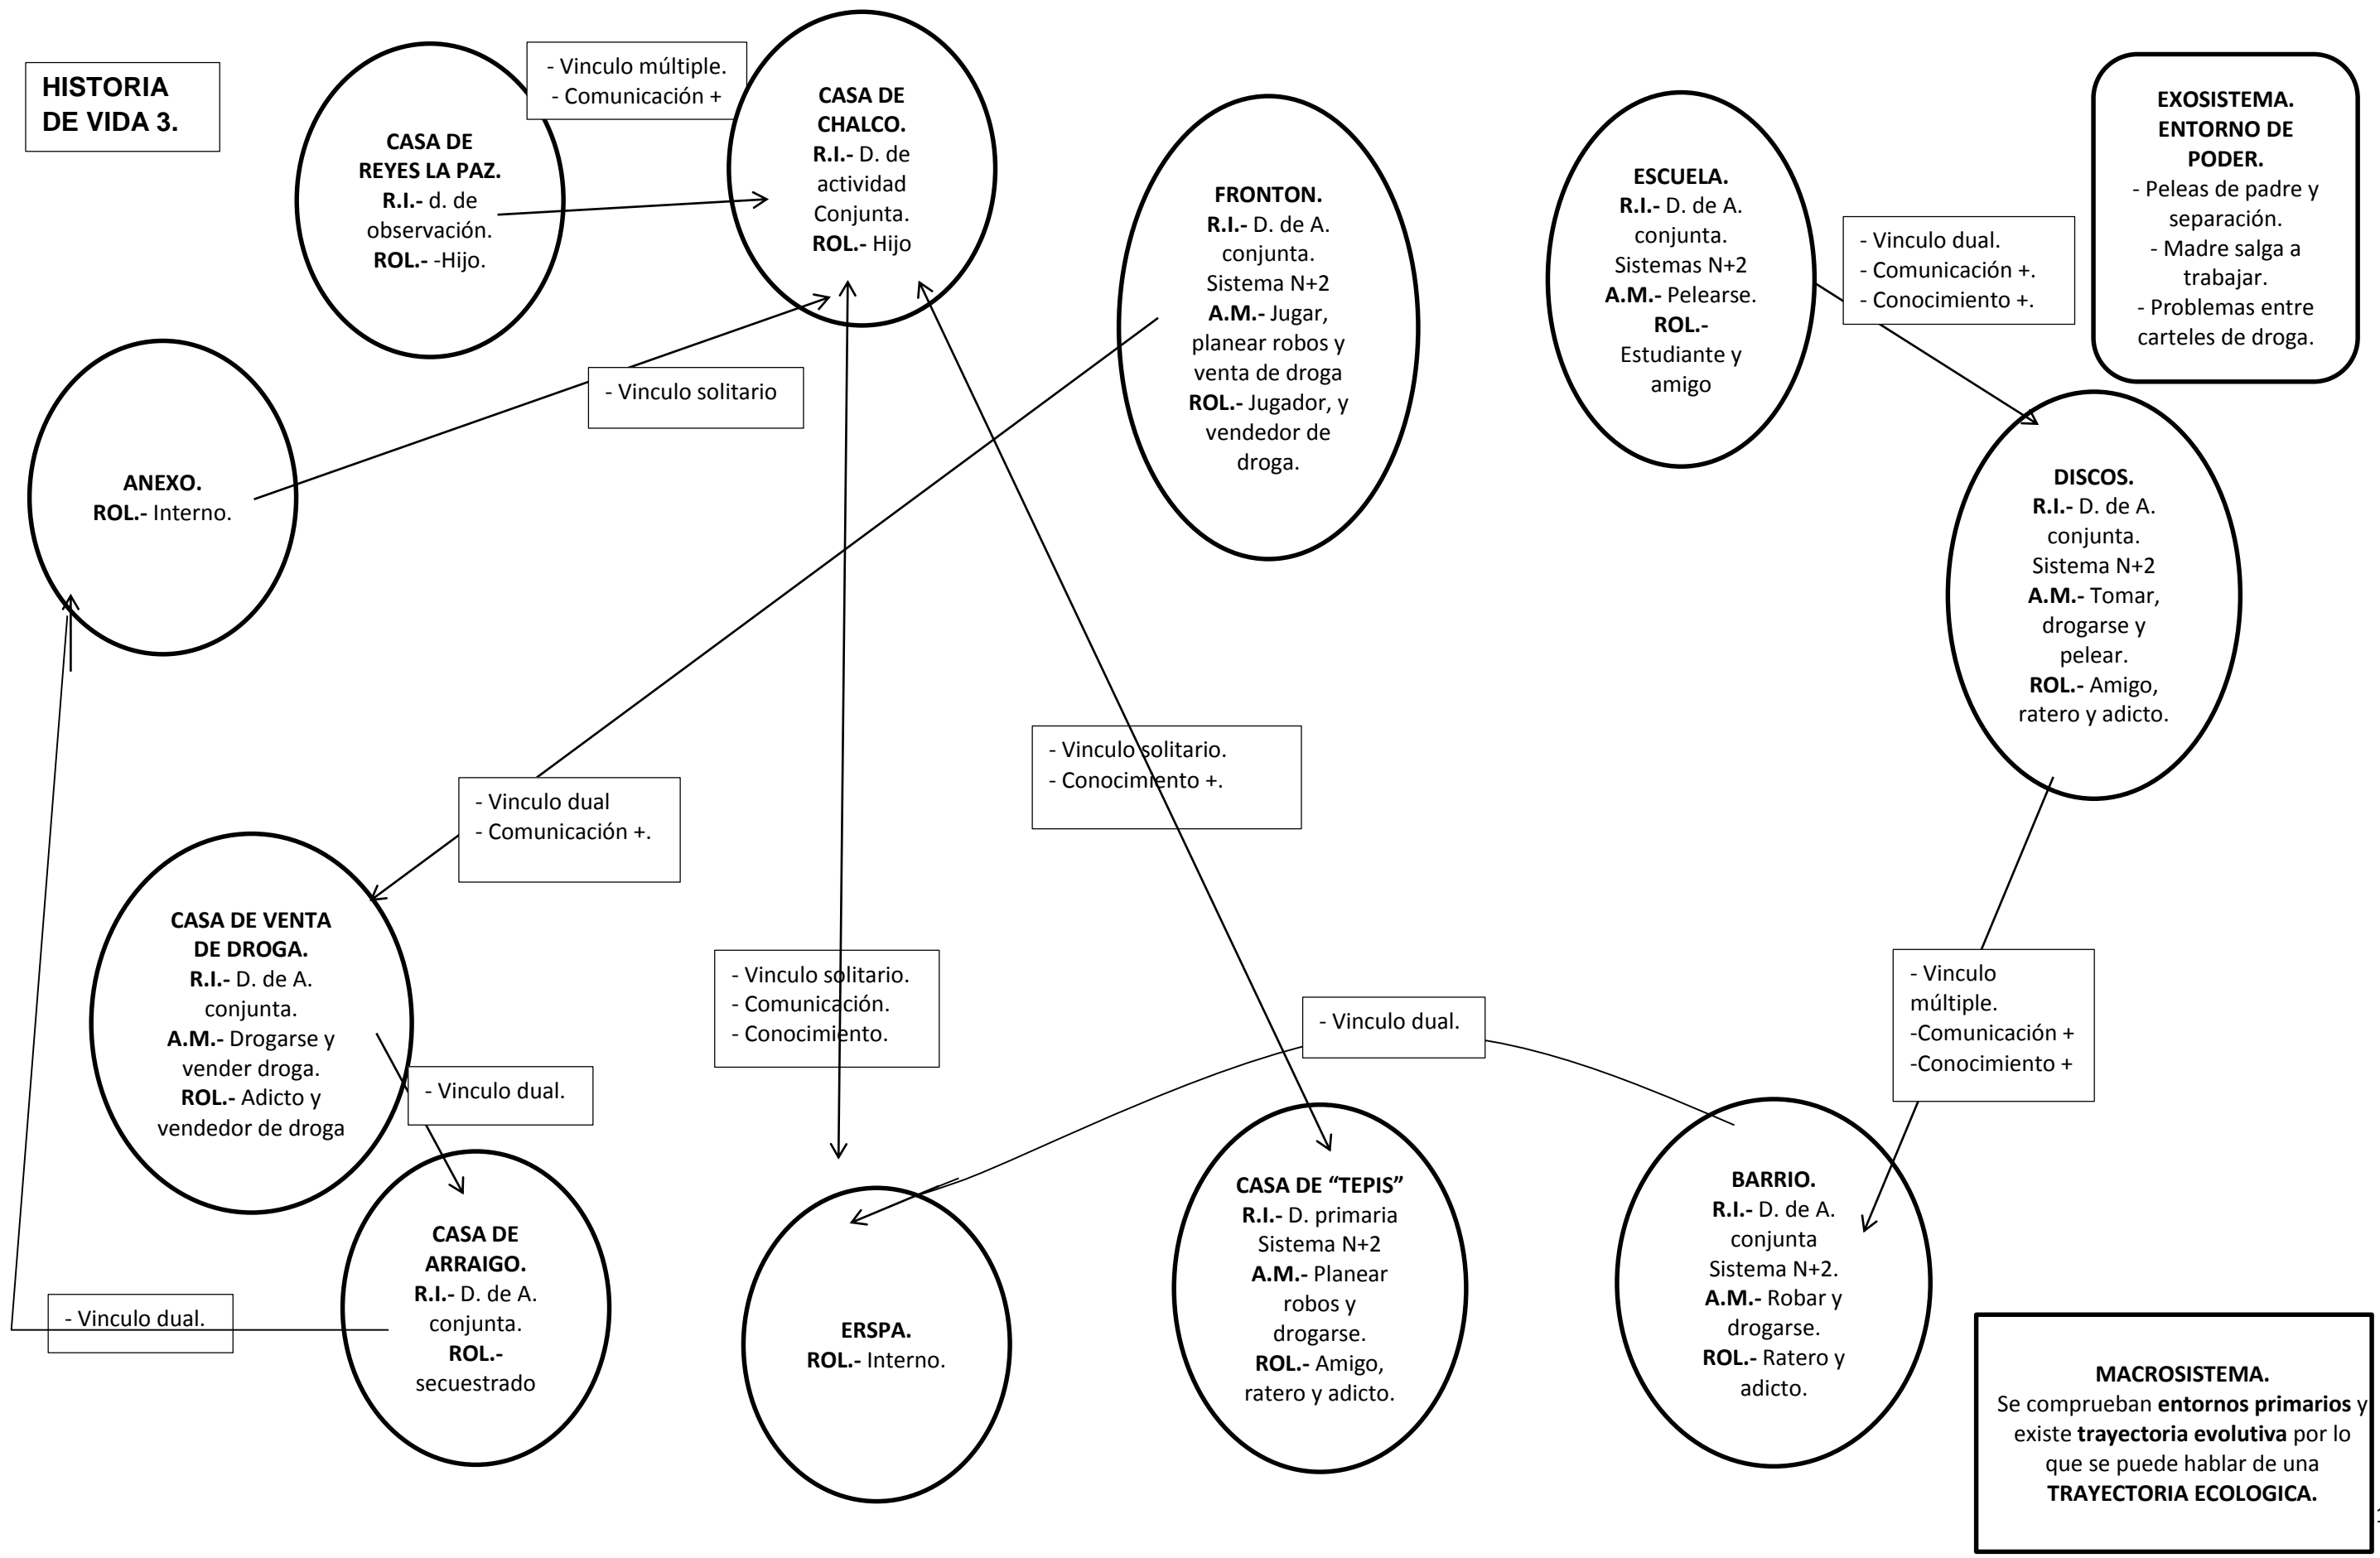 HISTORIA
DE VIDA 3.
CASA DE
REYES LA PAZ.
R.I.- d. de
observación.
ROL.- -Hijo.
- Vinculo múltiple.
- Comunicación +
CASA DE
CHALCO.
R.I.- D. de
actividad
Conjunta.
ROL.- Hijo
FRONTON.
R.I.- D. de A.
conjunta.
Sistema N+2
A.M.- Jugar,
planear robos y
venta de droga
ROL.- Jugador, y
vendedor de
droga.
ESCUELA.
R.I.- D. de A.
conjunta.
Sistemas N+2
A.M.- Pelearse.
ROL.-
Estudiante y
amigo
- Vinculo dual.
- Comunicación +.
- Conocimiento +.
EXOSISTEMA.
ENTORNO DE
PODER.
- Peleas de padre y
separación.
- Madre salga a
trabajar.
- Problemas entre
carteles de droga.
ANEXO.
ROL.- Interno.
- Vinculo solitario
DISCOS.
R.I.- D. de A.
conjunta.
Sistema N+2
A.M.- Tomar,
drogarse y
pelear.
ROL.- Amigo,
ratero y adicto.
- Vinculo dual
- Comunicación +.
- Vinculo solitario.
- Conocimiento +.
CASA DE VENTA
DE DROGA.
R.I.- D. de A.
conjunta.
A.M.- Drogarse y
vender droga.
ROL.- Adicto y
vendedor de droga
- Vinculo dual.
- Vinculo solitario.
- Comunicación.
- Conocimiento.
- Vinculo dual.
- Vinculo
múltiple.
-Comunicación +
-Conocimiento +
CASA DE
ARRAIGO.
R.I.- D. de A.
conjunta.
ROL.-
secuestrado
- Vinculo dual.
ERSPA.
ROL.- Interno.
CASA DE “TEPIS”
R.I.- D. primaria
Sistema N+2
A.M.- Planear
robos y
drogarse.
ROL.- Amigo,
ratero y adicto.
BARRIO.
R.I.- D. de A.
conjunta
Sistema N+2.
A.M.- Robar y
drogarse.
ROL.- Ratero y
adicto.
MACROSISTEMA.
Se comprueban entornos primarios y
existe trayectoria evolutiva por lo
que se puede hablar de una
TRAYECTORIA ECOLOGICA.